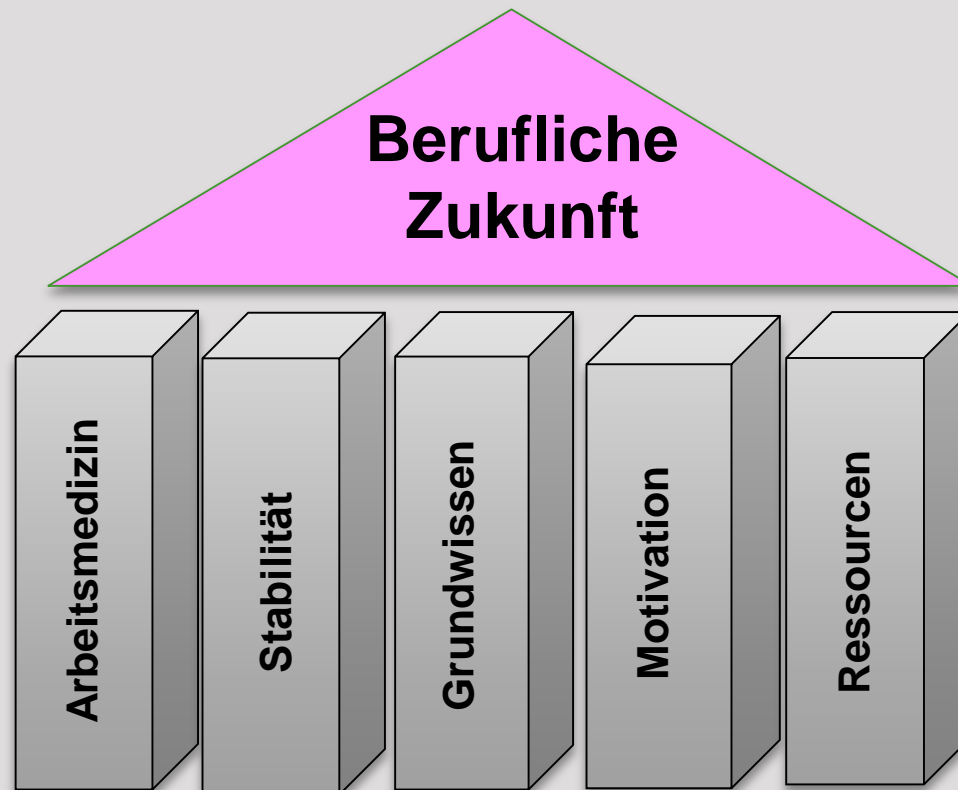 Berufliche
Zukunft
Arbeitsmedizin
Stabilität
Grundwissen
Motivation
Ressourcen